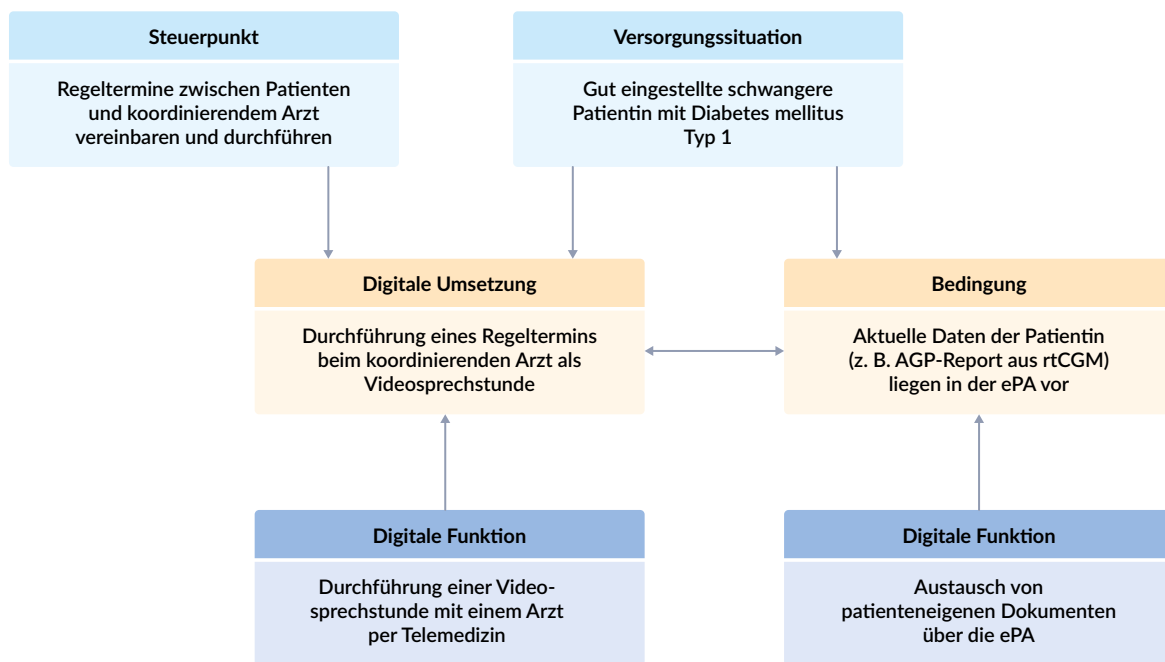 Steuerpunkt
Regeltermine zwischen Patienten
und koordinierendem Arzt
vereinbaren und durchführen
Versorgungssituation
Gut eingestellte schwangere
Patientin mit Diabetes mellitus
Typ 1
Digitale Umsetzung
Durchführung eines Regeltermins
beim koordinierenden Arzt als
Videosprechstunde
Bedingung
Aktuelle Daten der Patientin
(z. B. AGP-Report aus rtCGM)
liegen in der ePA vor
Digitale Funktion
Durchführung einer Video-
sprechstunde mit einem Arzt
per Telemedizin
Digitale Funktion
Austausch von
patienteneigenen Dokumenten
über die ePA